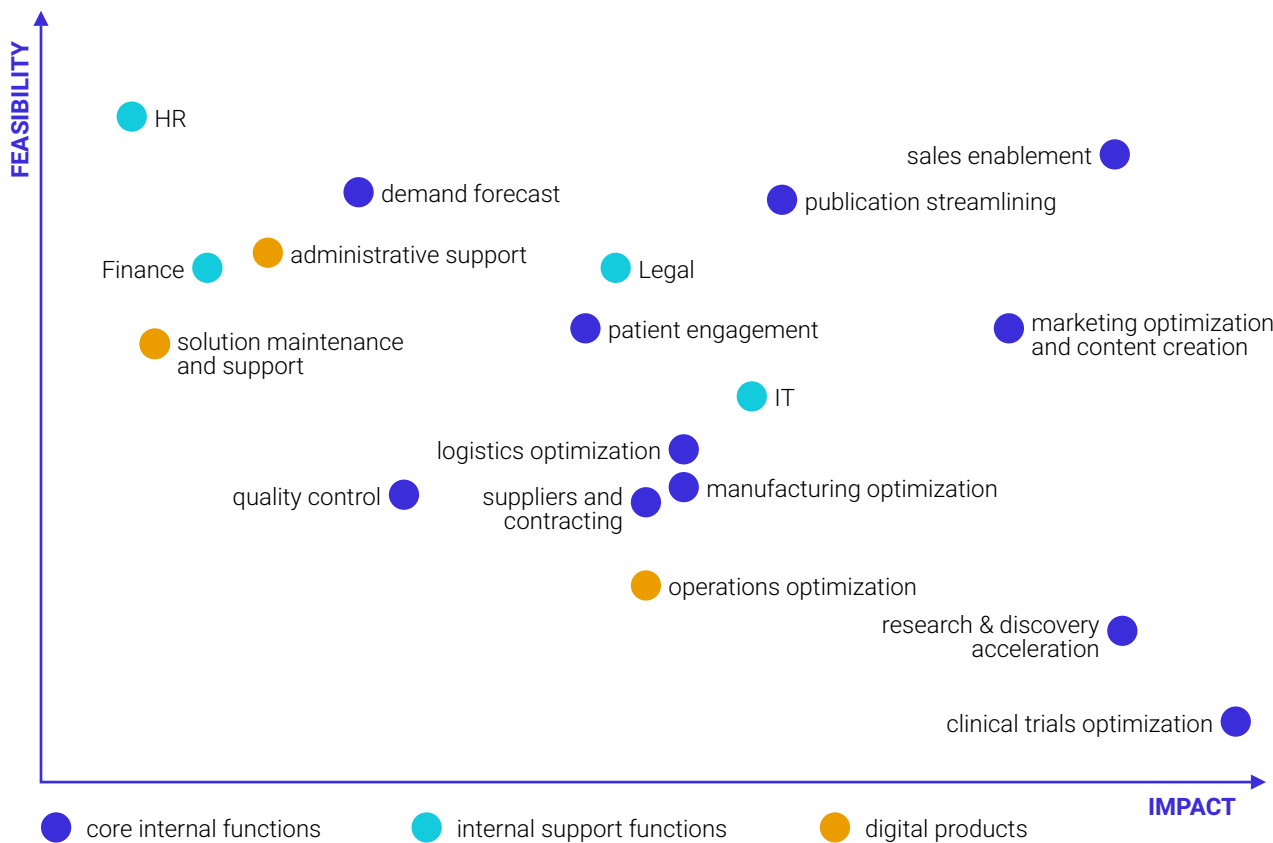 FEASIBILITY
HR
sales enablement
demand forecast
publication streamlining
administrative support
Finance
Legal
patient engagement
marketing optimization
and content creation
solution maintenance
and support
IT
logistics optimization
quality control
suppliers and
contracting
manufacturing optimization
operations optimization
research & discovery
acceleration
clinical trials optimization
IMPACT
core internal functions
internal support functions
digital products